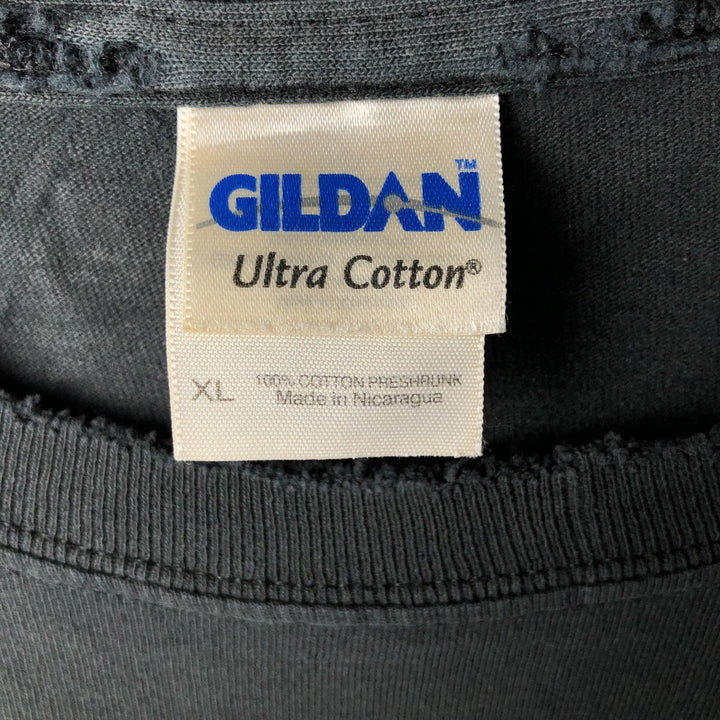 GILDAN™
Ultra Cotton®
XL
100% COTTON PRESHRUNK
Made in Nicaragua